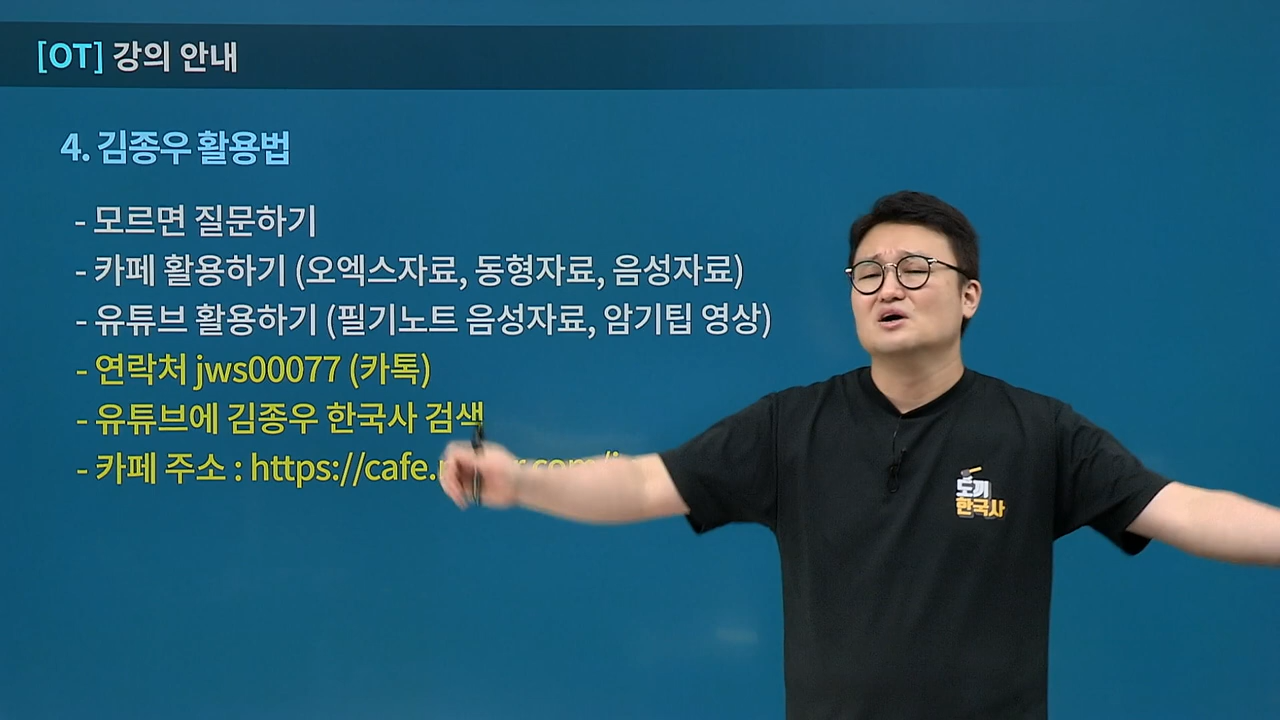 [OT] 강의 안내
4. 김종우 활용법
- 모르면 질문하기
- 카페 활용하기 (오엑스자료, 동형자료, 음성자료)
- 유튜브 활용하기 (필기노트 음성자료, 암기팁 영상)
- 연락처 jws00077 (카톡)
- 유튜브에 김종우 한국사 검색
- 카페 주소 : https://cafe.
도끼
한국사